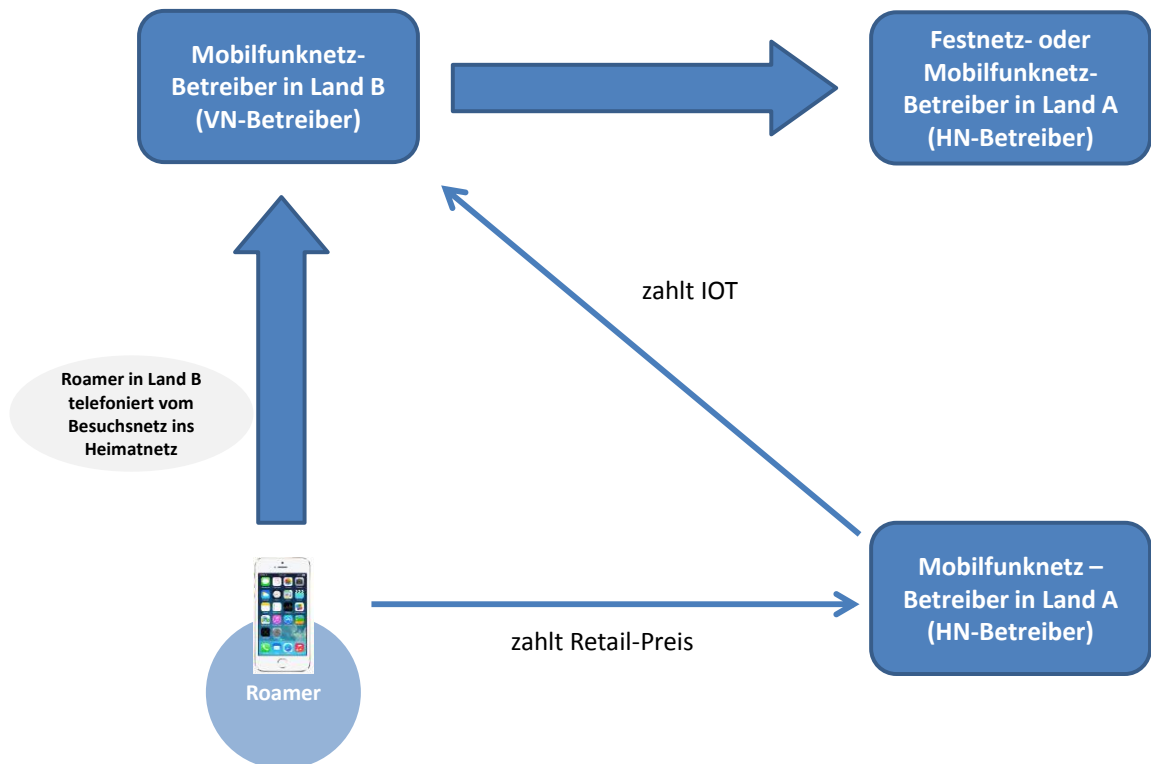 Mobilfunknetz-
Betreiber in Land B
(VN-Betreiber)
Festnetz- oder
Mobilfunknetz-
Betreiber in Land A
(HN-Betreiber)
zahlt IOT
Roamer in Land B
telefoniert vom
Besuchsnetz ins
Heimatnetz
Mobilfunknetz –
Betreiber in Land A
(HN-Betreiber)
zahlt Retail-Preis
Roamer